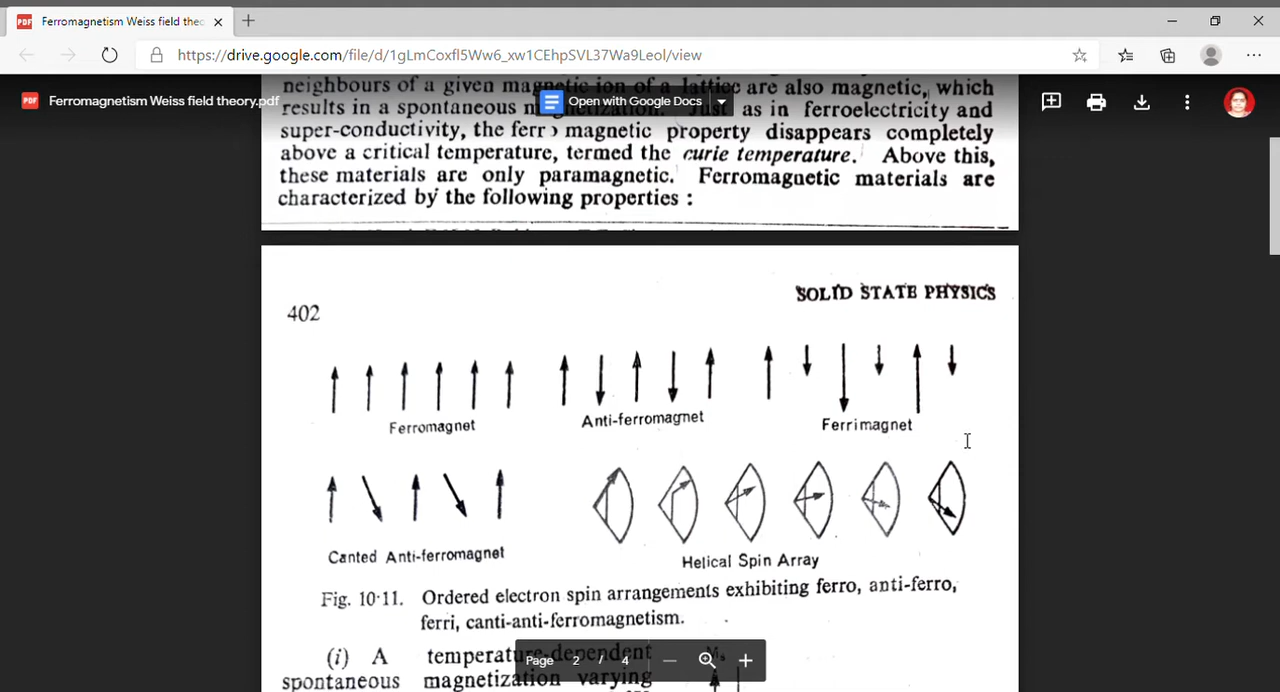 Ferromagnetism Weiss field theo
https://drive.google.com/file/d/1gLmCoxfl5Ww6_xw1CEhpSVL37Wa9LeoI/view
Ferromagnetism Weiss field theory.pdf
Open with Google Docs
neighbours of a given magnetic ion of a lattice are also magnetic, which
results in a spontaneous as in ferroelectricity and
super-conductivity, the magnetic property disappears completely
above a critical temperature, termed the curie temperature. Above this,
these materials are only paramagnetic. Ferromagnetic materials are
characterized by the following properties :
402
SOLID STATE PHYSICS
Ferromagnet
Anti-ferromagnet
Ferrimagnet
Canted Anti-ferromagnet
Helical Spin Array
Fig. 10·11. Ordered electron spin arrangements exhibiting ferro, anti-ferro,
ferri, canti-anti-ferromagnetism.
(i) A temperature-dependent
spontaneous magnetization varying
Page 2 / 4